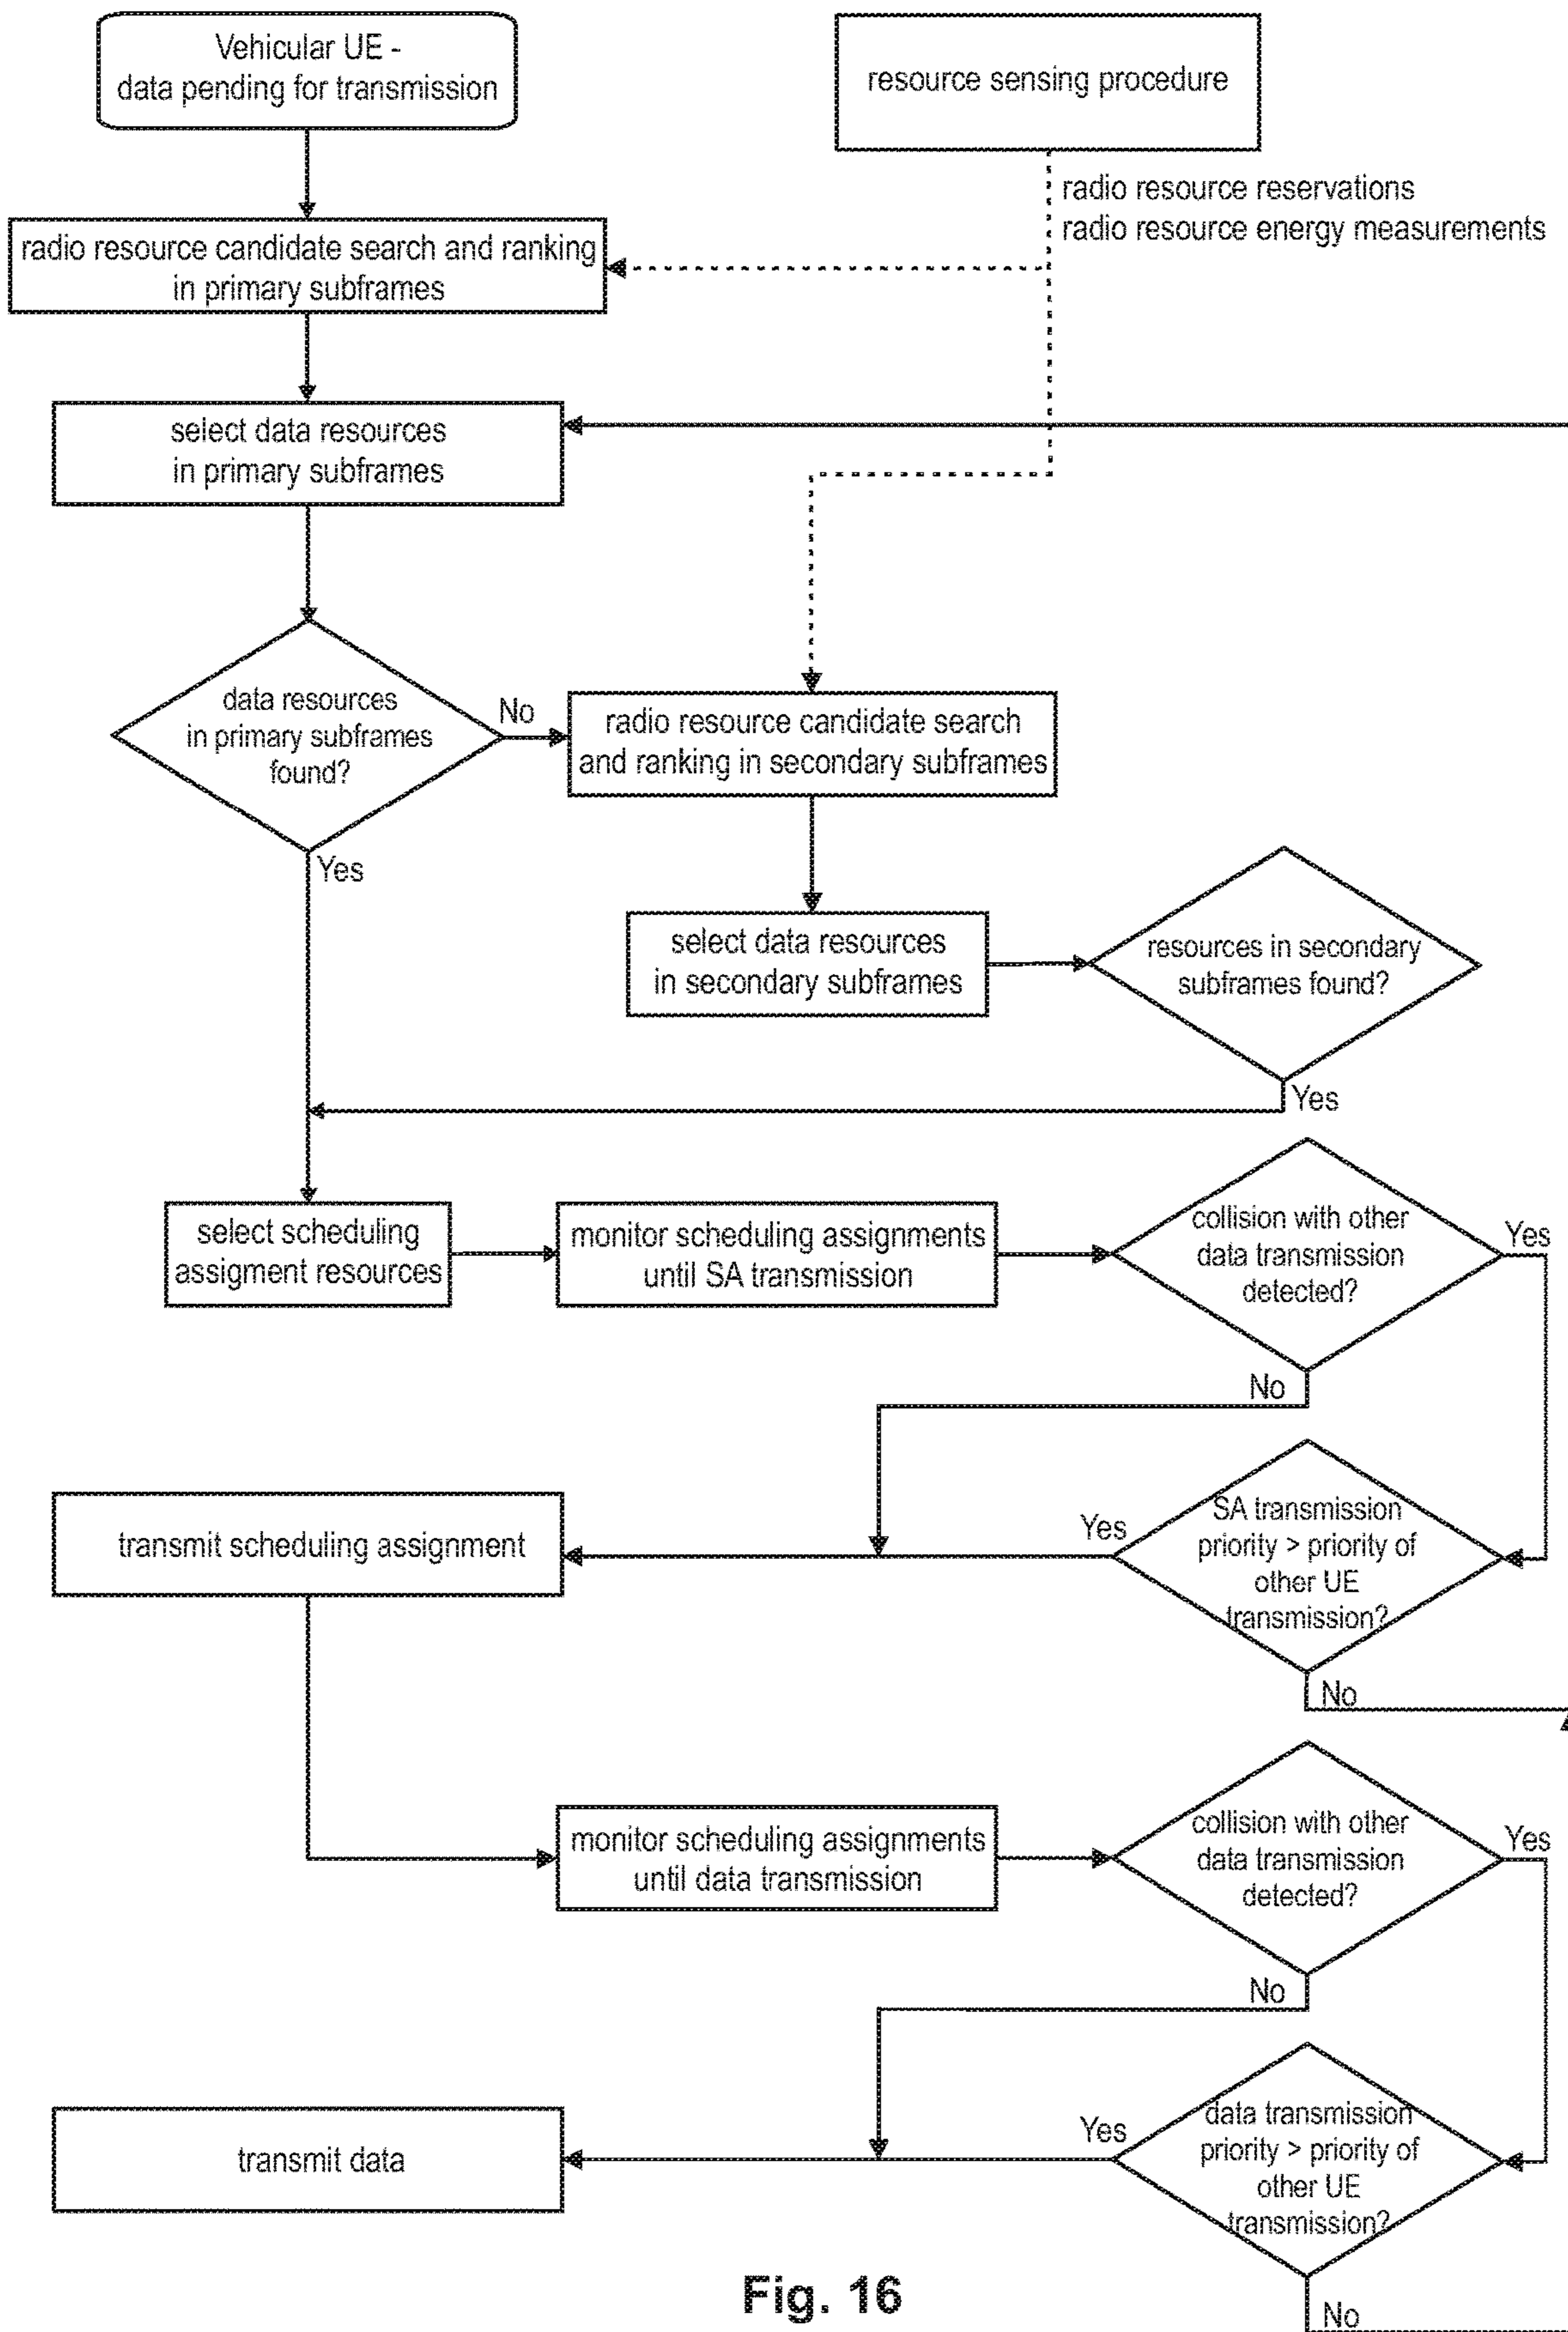 Vehicular UE -
data pending for transmission
resource sensing procedure
radio resource reservations
radio resource energy measurements
radio resource candidate search and ranking
in primary subframes
select data resources
in primary subframes
data resources
in primary subframes
found?
No
Yes
radio resource candidate search
and ranking in secondary subframes
select data resources
in secondary subframes
resources in secondary
subframes found?
Yes
select scheduling
assigment resources
monitor scheduling assignments
until SA transmission
collision with other
data transmission
detected?
Yes
No
SA transmission
priority > priority of
other UE
transmission?
Yes
No
transmit scheduling assignment
monitor scheduling assignments
until data transmission
collision with other
data transmission
detected?
Yes
No
data transmission
priority > priority of
other UE
transmission?
Yes
No
transmit data
Fig. 16